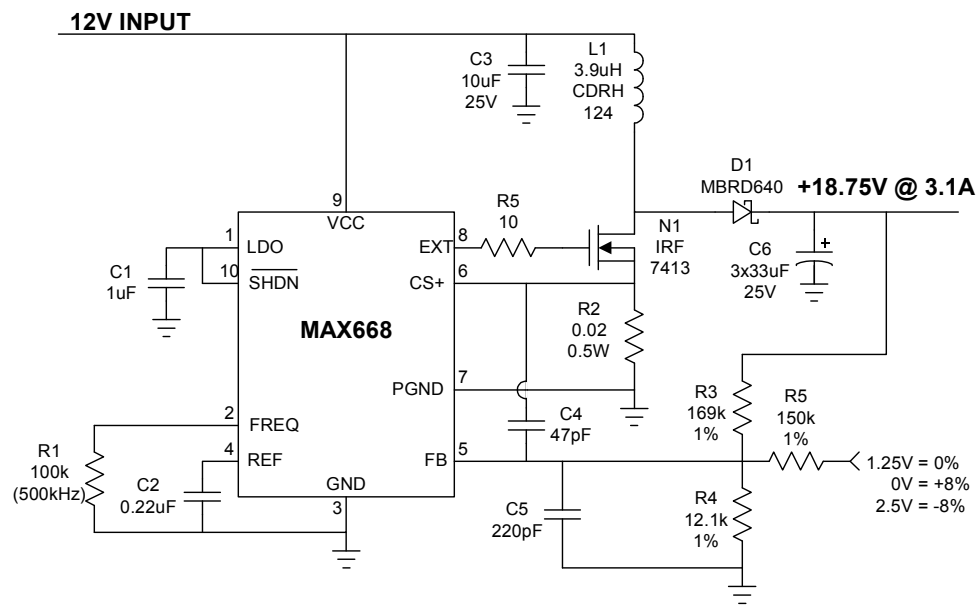 12V INPUT
C3
10uF
25V
L1
3.9uH
CDRH
124
D1
MBRD640
+18.75V @ 3.1A
9
VCC
R5
10
N1
IRF
7413
1
LDO
10
SHDN
EXT
8
CS+
6
C1
1uF
C6
3x33uF
25V
+
R2
0.02
0.5W
MAX668
PGND
7
2
FREQ
4
REF
R1
100k
(500kHz)
C2
0.22uF
GND
3
FB
5
C4
47pF
C5
220pF
R3
169k
1%
R5
150k
1%
R4
12.1k
1%
1.25V = 0%
0V = +8%
2.5V = -8%